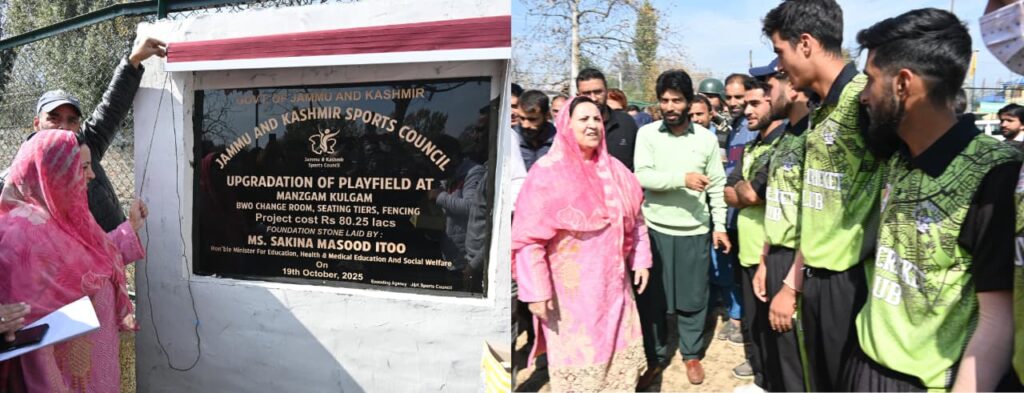 GOVT. OF JAMMU AND KASHMIR
JAMMU AND KASHMIR SPORTS COUNCIL
Jammu & Kashmir
Sports Council
UPGRADATION OF PLAYFIELD AT
MANZGAM KULGAM
BWO CHANGE ROOM, SEATING TIERS, FENCING
Project cost Rs 80.25 lacs
FOUNDATION STONE LAID BY :
MS. SAKINA MASOOD ITOO
Hon'ble Minister For Education, Health & Medical Education And Social Welfare
On
19th October, 2025
Executing Agency J&K Sports Council
CRICKET
CLUB